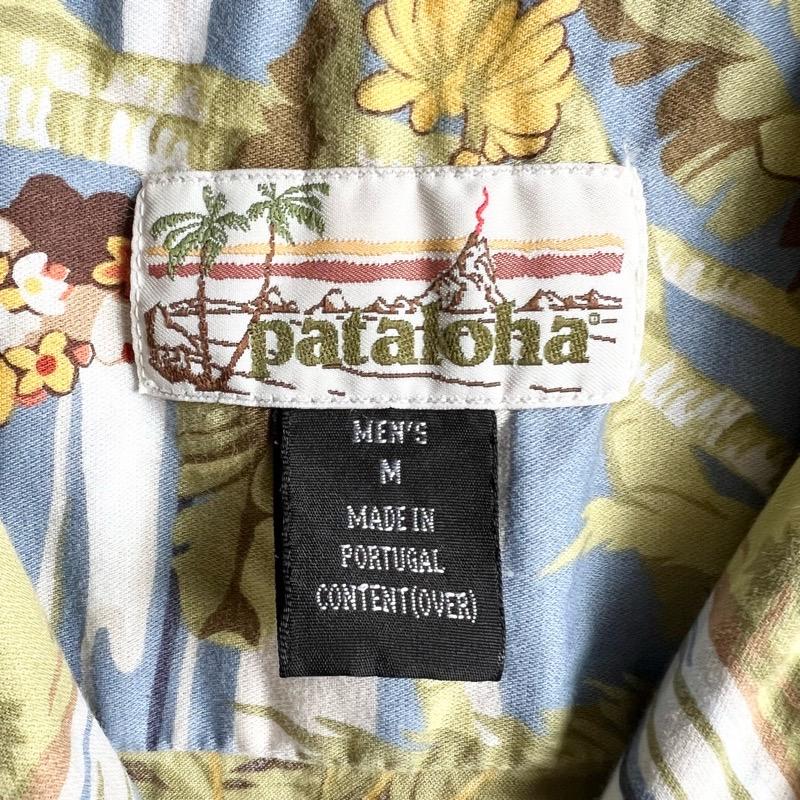 pataloha®
MEN'S
M
MADE IN
PORTUGAL
CONTENT(OVER)